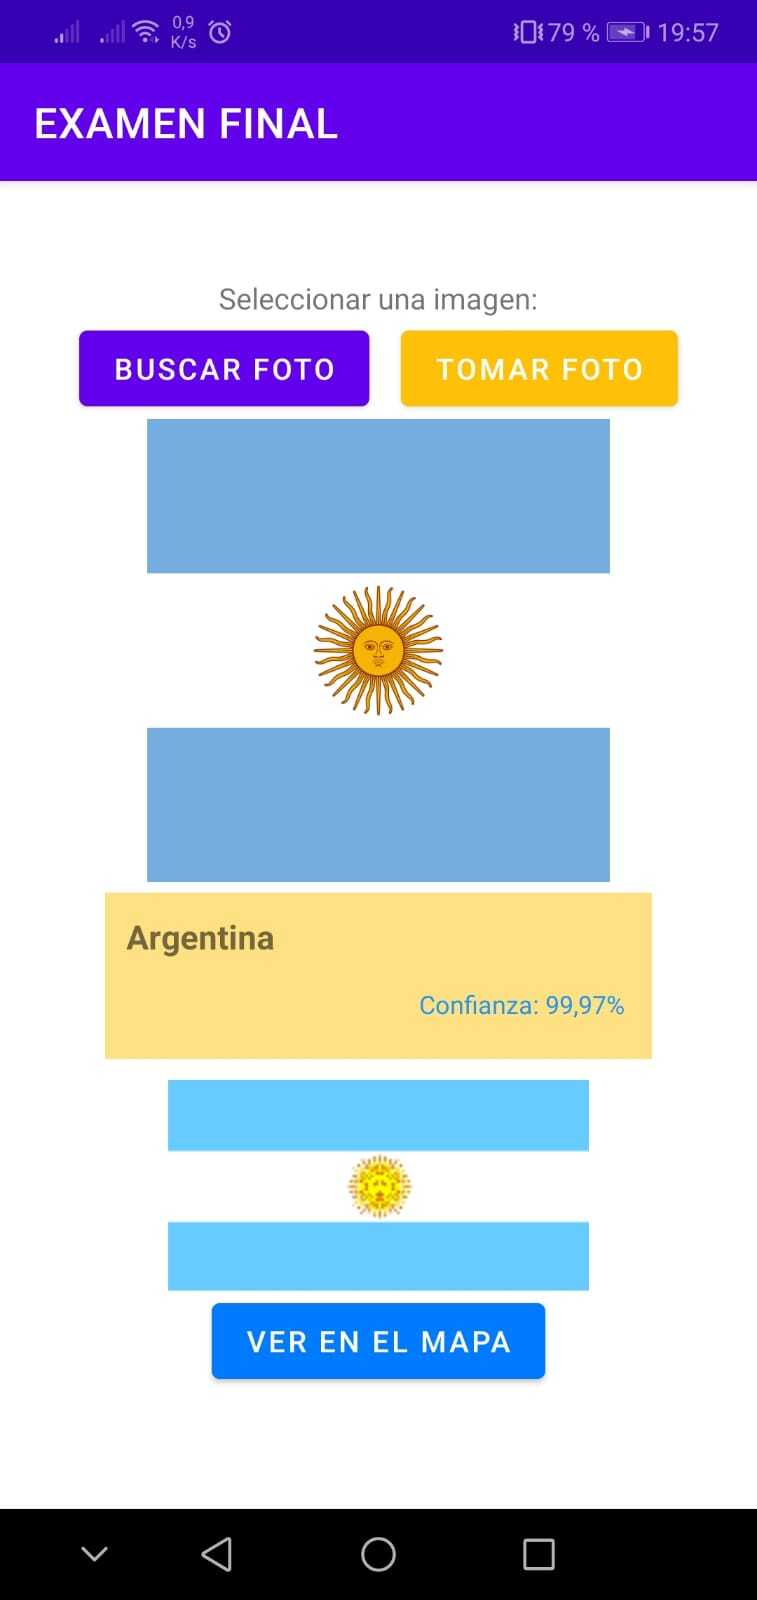 0,9
K/s
79 %
19:57
EXAMEN FINAL
Seleccionar una imagen:
BUSCAR FOTO
TOMAR FOTO
Argentina
Confianza: 99,97%
VER EN EL MAPA